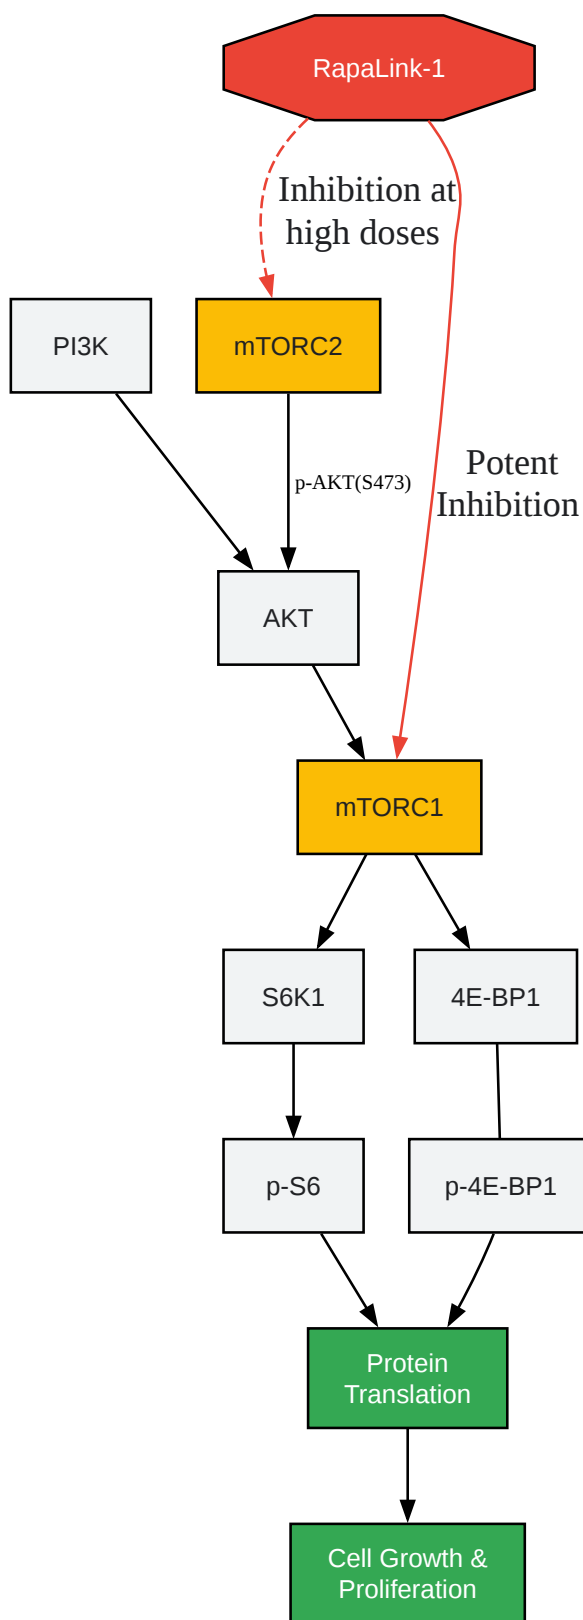 RapaLink-1
Inhibition at
high doses
PI3K
mTORC2
p-AKT(S473)
Potent
Inhibition
AKT
mTORC1
S6K1
4E-BP1
p-S6
p-4E-BP1
Protein
Translation
Cell Growth &
Proliferation